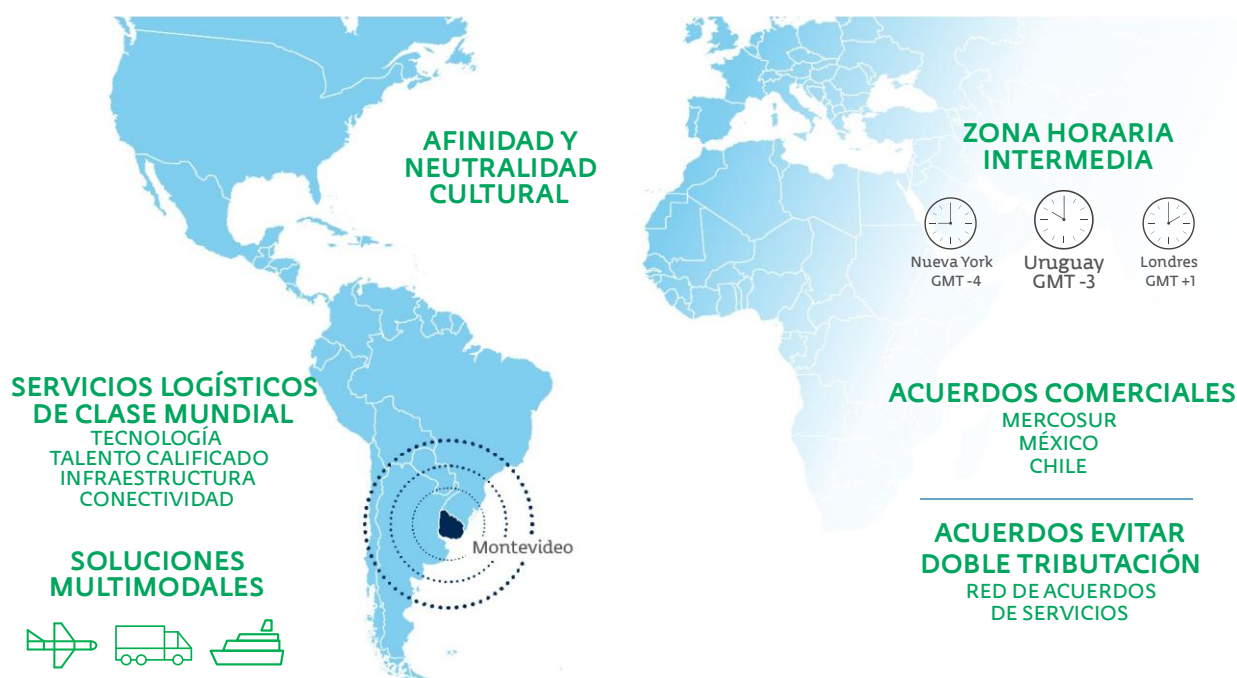 AFINIDAD Y
NEUTRALIDAD
CULTURAL
ZONA HORARIA
INTERMEDIA
Nueva York
GMT -4
Uruguay
GMT -3
Londres
GMT +1
SERVICIOS LOGÍSTICOS
DE CLASE MUNDIAL
TECNOLOGÍA
TALENTO CALIFICADO
INFRAESTRUCTURA
CONECTIVIDAD
SOLUCIONES
MULTIMODALES
Montevideo
ACUERDOS COMERCIALES
MERCOSUR
MÉXICO
CHILE
ACUERDOS EVITAR
DOBLE TRIBUTACIÓN
RED DE ACUERDOS
DE SERVICIOS